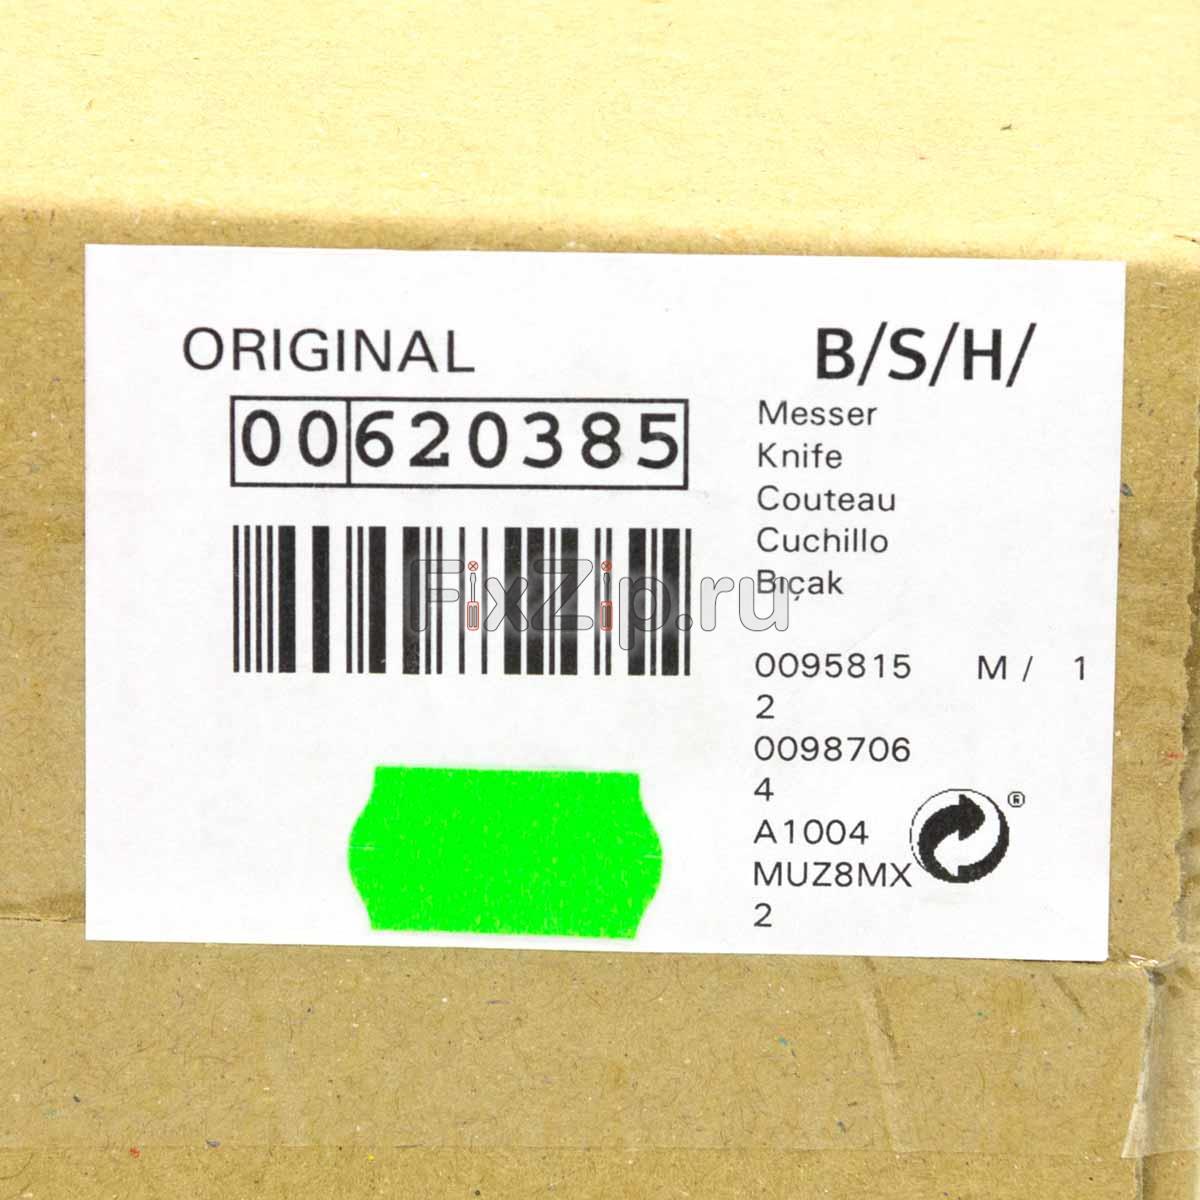 ORIGINAL
B/S/H/
00620385
Messer
Knife
Couteau
Cuchillo
Bıçak
FixZip.ru
0095815 M / 1
2
0098706
4
A1004
MUZ8MX
2